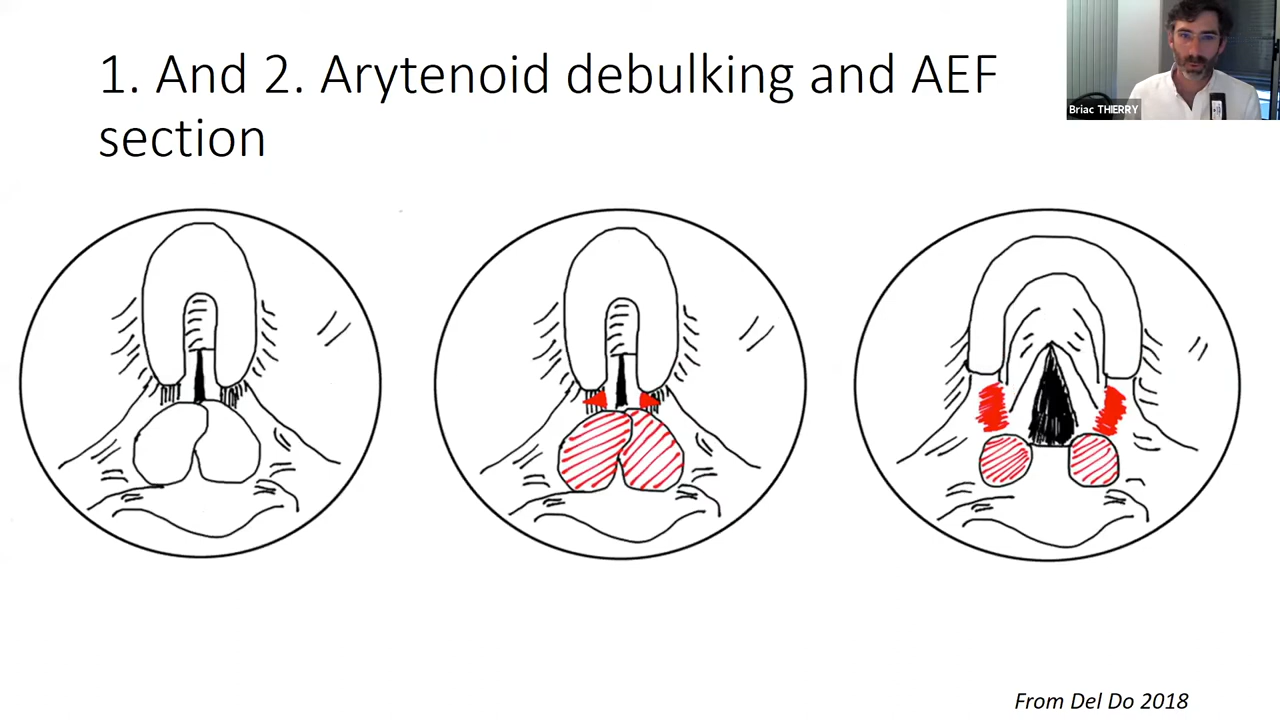 1. And 2. Arytenoid debulking and AEF
section
Briac THIERRY
From Del Do 2018